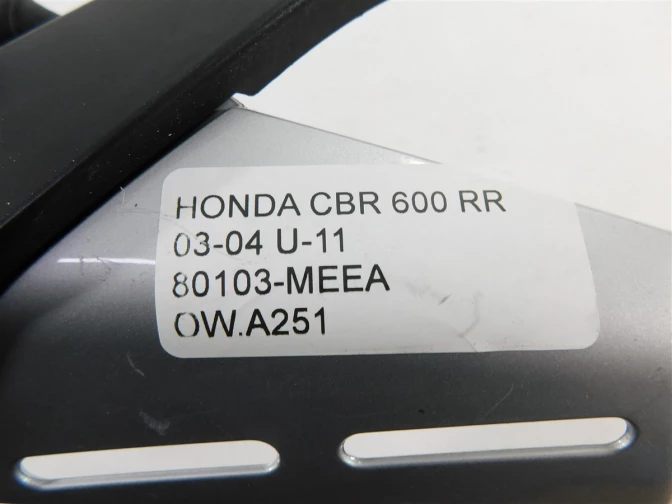 HONDA CBR 600 RR
03-04 U-11
80103-MEEA
OW.A251